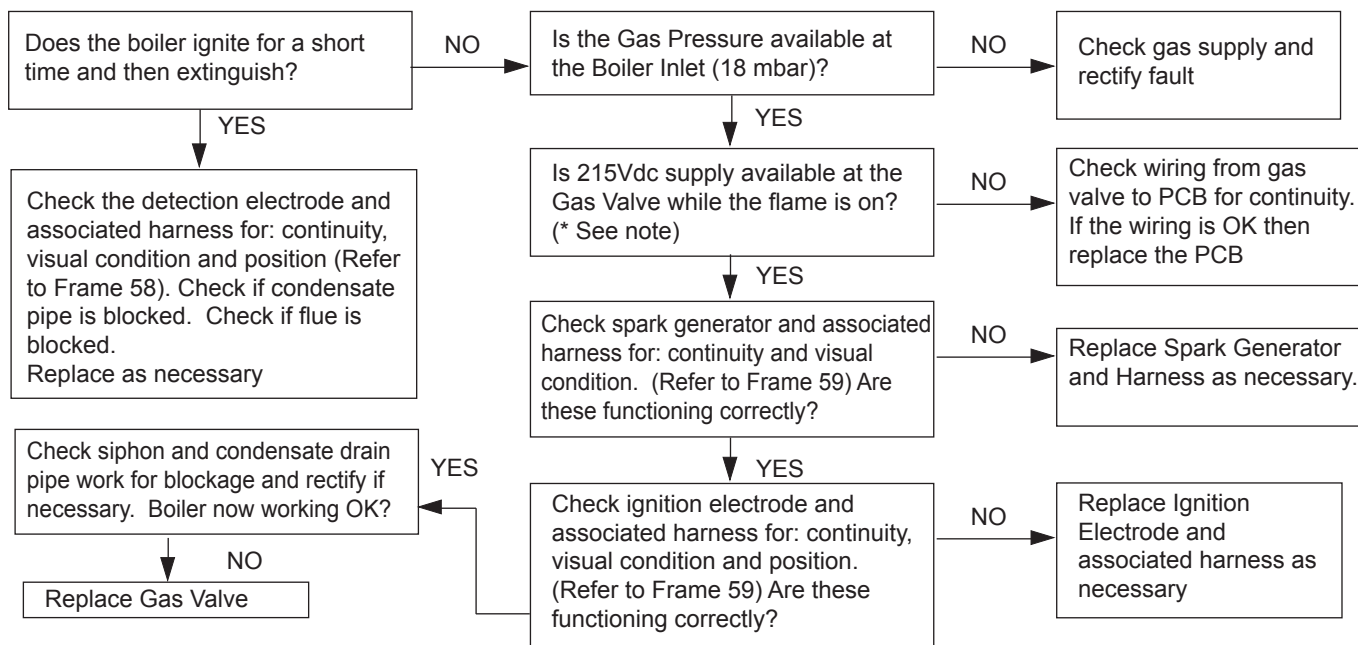 Does the boiler ignite for a short
time and then extinguish?
NO
Is the Gas Pressure available at
the Boiler Inlet (18 mbar)?
NO
Check gas supply and
rectify fault
YES
YES
Check the detection electrode and
associated harness for: continuity,
visual condition and position (Refer
to Frame 58). Check if condensate
pipe is blocked.  Check if flue is
blocked.
Replace as necessary
Is 215Vdc supply available at the
Gas Valve while the flame is on?
(* See note)
NO
Check wiring from gas
valve to PCB for continuity.
If the wiring is OK then
replace the PCB
YES
Check spark generator and associated
harness for: continuity and visual
condition.  (Refer to Frame 59) Are
these functioning correctly?
NO
Replace Spark Generator
and Harness as necessary.
YES
Check ignition electrode and
associated harness for: continuity,
visual condition and position.
(Refer to Frame 59) Are these
functioning correctly?
NO
Replace Ignition
Electrode and
associated harness as
necessary
YES
Check siphon and condensate drain
pipe work for blockage and rectify if
necessary.  Boiler now working OK?
NO
Replace Gas Valve